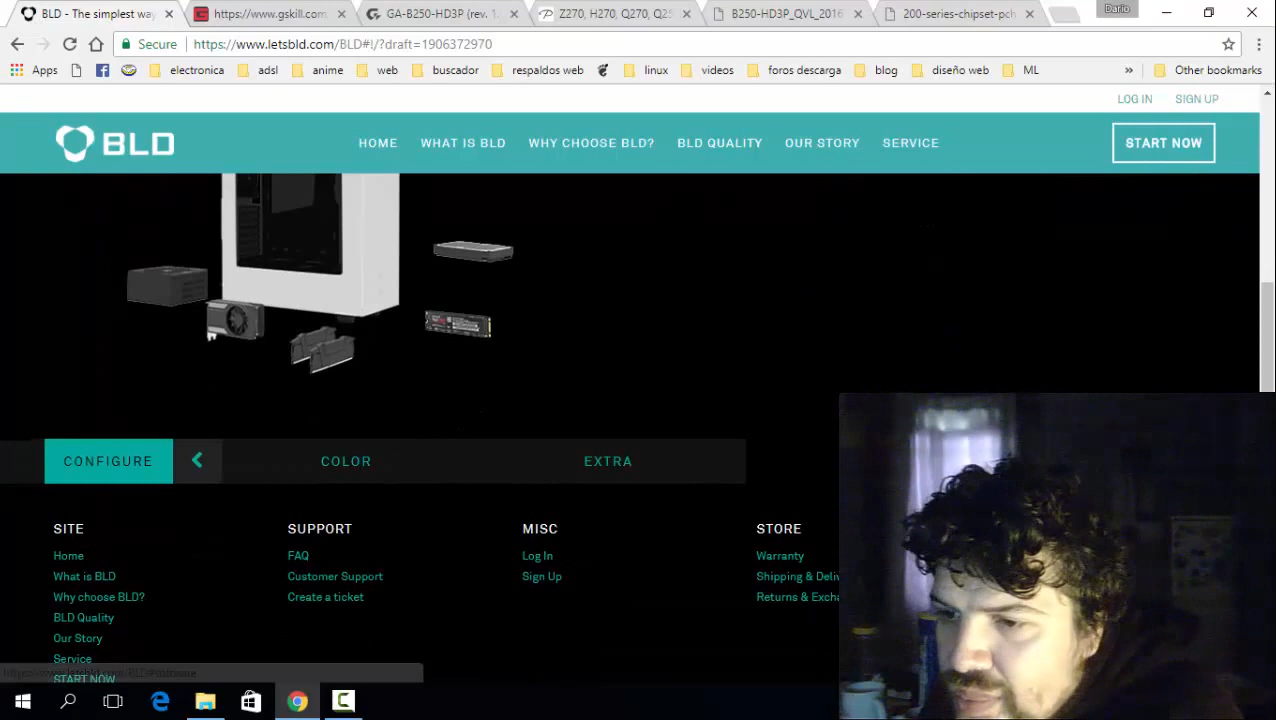 BLD - The simplest way
https://www.gskill.com
GA-B250-HD3P (rev. 1.
Z270, H270, Q270, Q25
B250-HD3P_QVL_2016
200-series-chipset-pch
Dario
Secure https://www.letsbld.com/BLD#!/?draft=1906372970
Apps electronica adsl anime web buscador respaldos web linux videos foros descarga blog diseño web ML » Other bookmarks
LOG IN SIGN UP
BLD HOME WHAT IS BLD WHY CHOOSE BLD? BLD QUALITY OUR STORY SERVICE START NOW
CONFIGURE COLOR EXTRA
SITE SUPPORT MISC STORE
Home FAQ Log In Warranty
What is BLD Customer Support Sign Up Shipping & Deliv
Why choose BLD? Create a ticket Returns & Excha
BLD Quality
Our Story
Service
START NOW